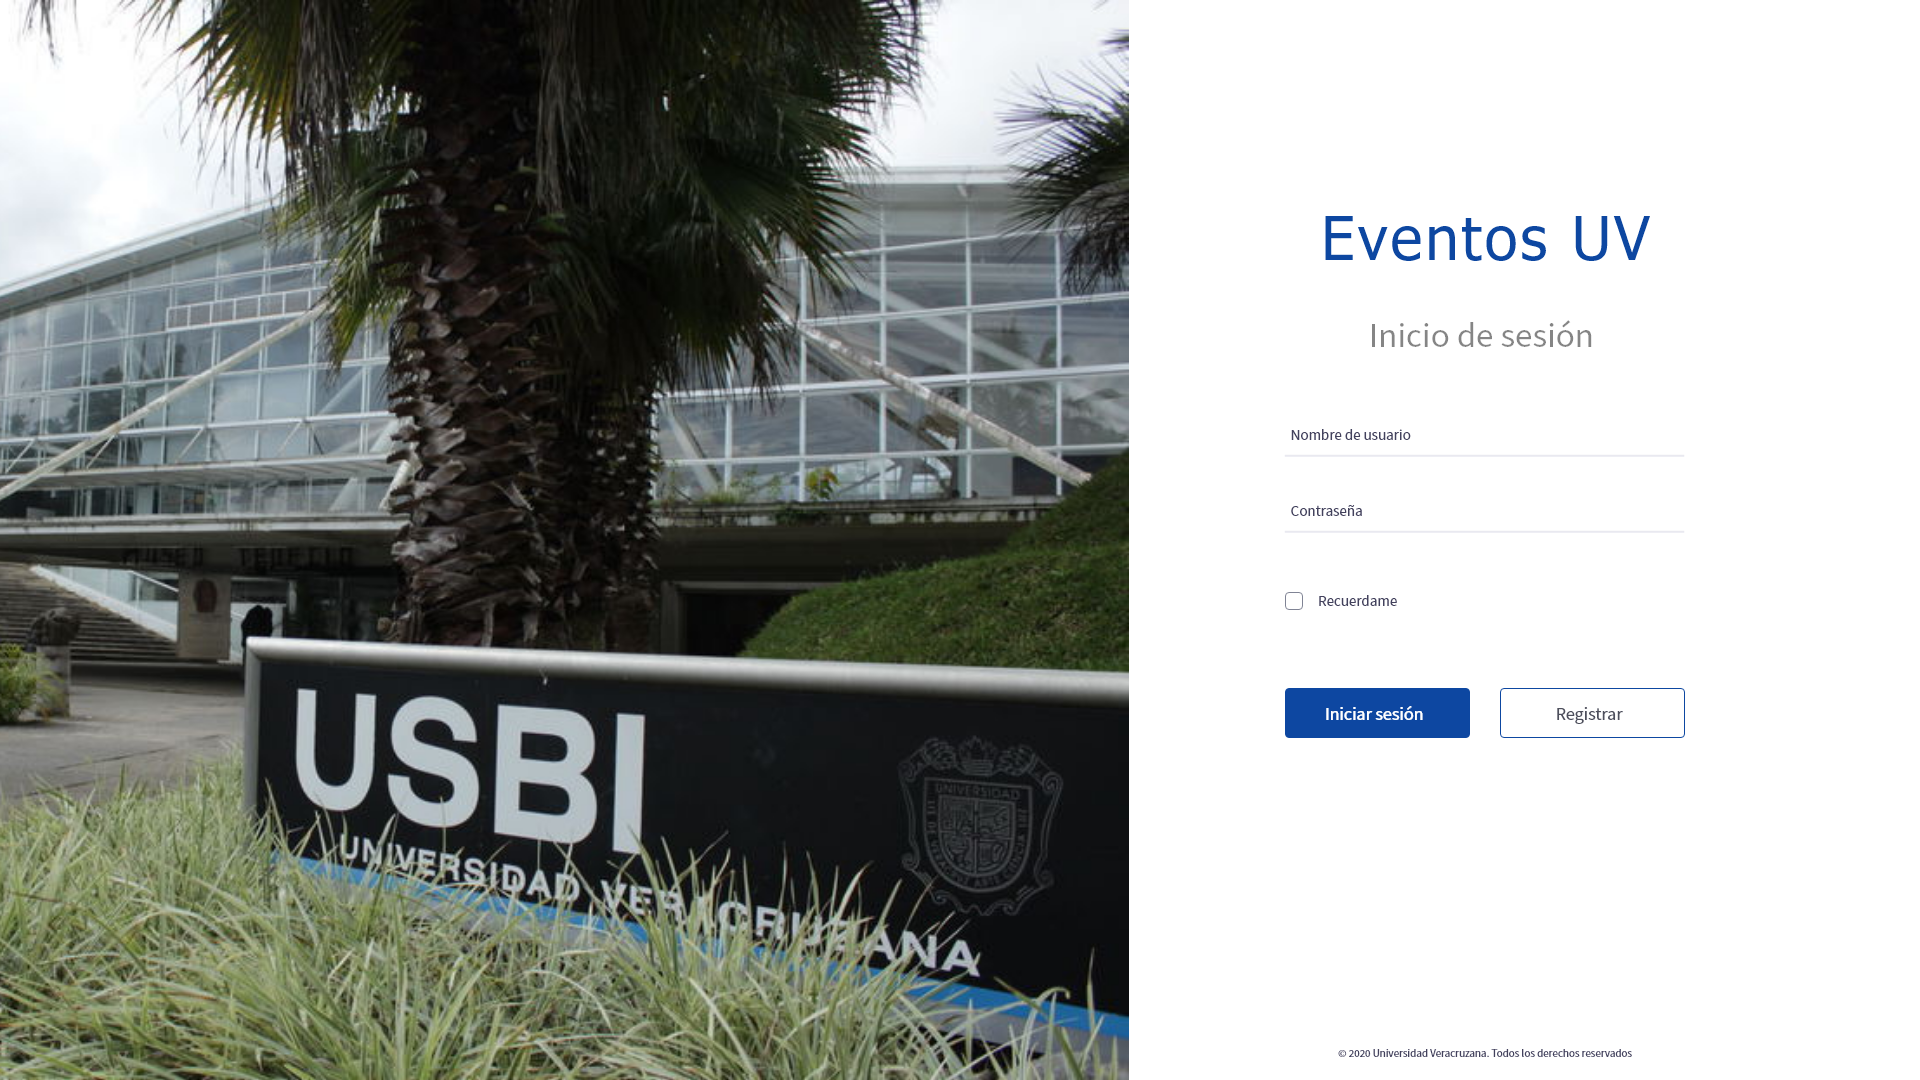 USBI
UNIVERSIDAD VERACRUZANA
UNIVERSIDAD
Eventos UV
Inicio de sesión
Nombre de usuario
Contraseña
Recuerdame
Iniciar sesión
Registrar
© 2020 Universidad Veracruzana. Todos los derechos reservados